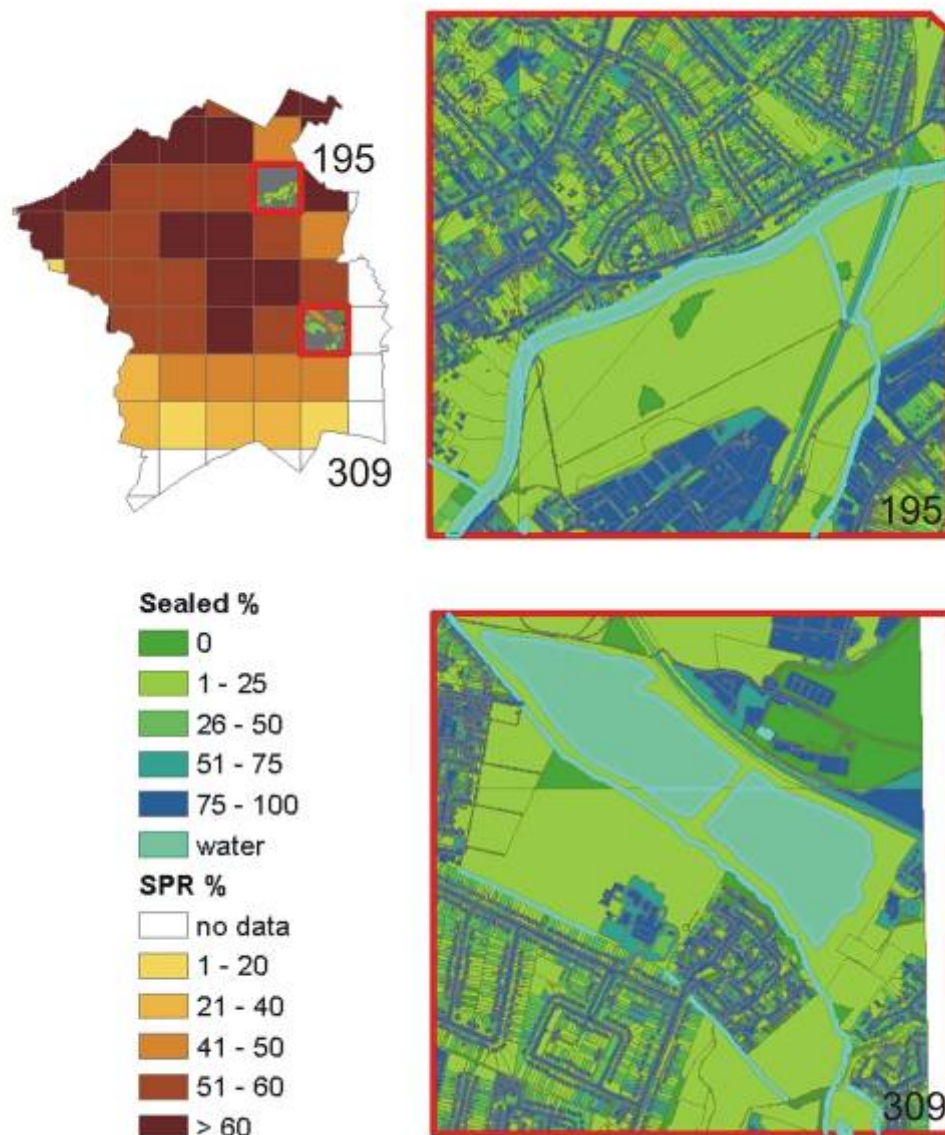 195
309
195
Sealed %
0
1 - 25
26 - 50
51 - 75
75 - 100
water
SPR %
no data
1 - 20
21 - 40
41 - 50
51 - 60
> 60
309